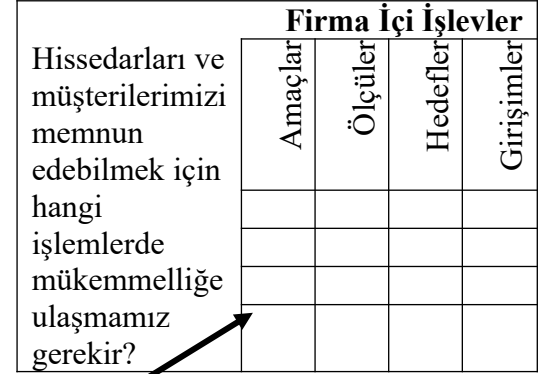 Firma İçi İşlevler
Hissedarları ve
müşterilerimizi
memnun
edebilmek için
hangi
işlemlerde
mükemmelliğe
ulaşmamız
gerekir?
Amaçlar
Ölçüler
Hedefler
Girişimler